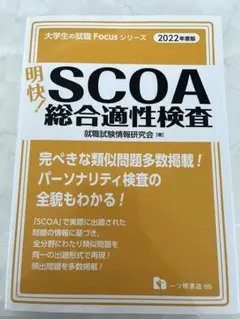 大学生の就職Focusシリーズ
2022年度版
明快!
SCOA
総合適性検査
就職試験情報研究会[著]
完ぺきな類似問題多数掲載!
パーソナリティ検査の
全貌もわかる!
「SCOA」で実際に出題された
問題の情報に基づき、
全分野にわたり類似問題を
同一の出題形式で再現!
頻出問題を多数掲載!
一ツ橋書店 96